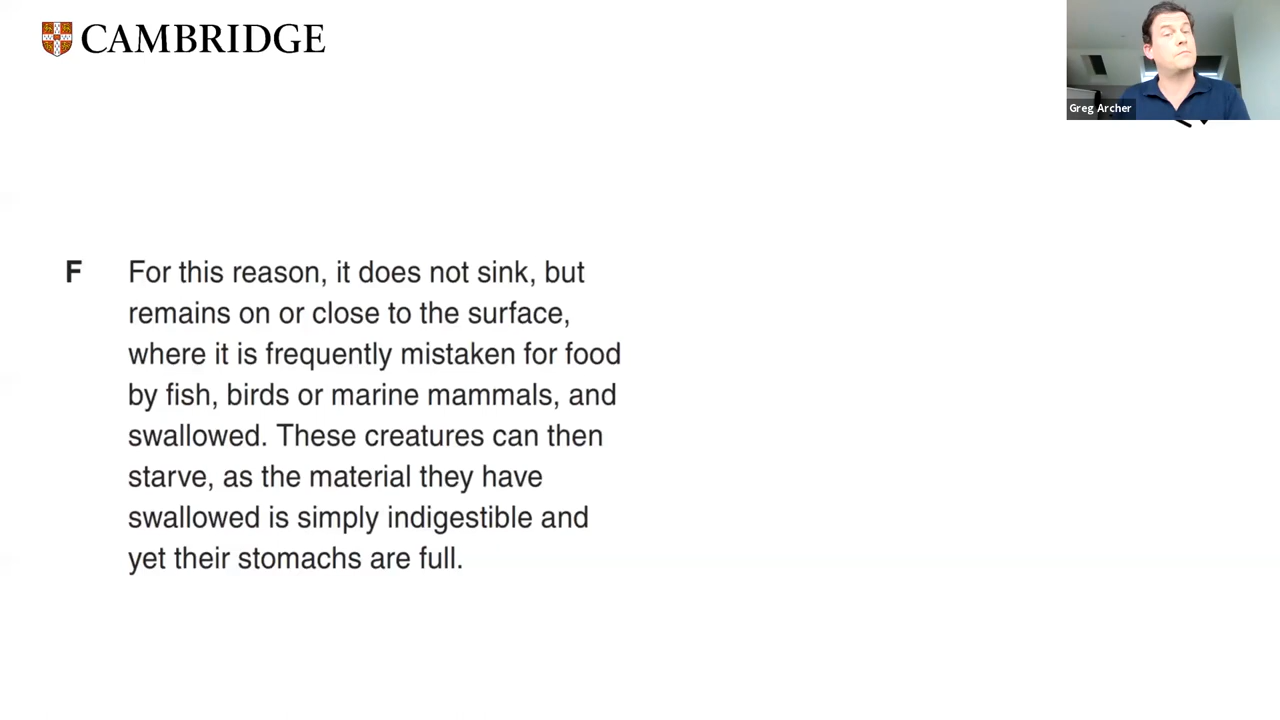 CAMBRIDGE
Greg Archer
F For this reason, it does not sink, but
remains on or close to the surface,
where it is frequently mistaken for food
by fish, birds or marine mammals, and
swallowed. These creatures can then
starve, as the material they have
swallowed is simply indigestible and
yet their stomachs are full.